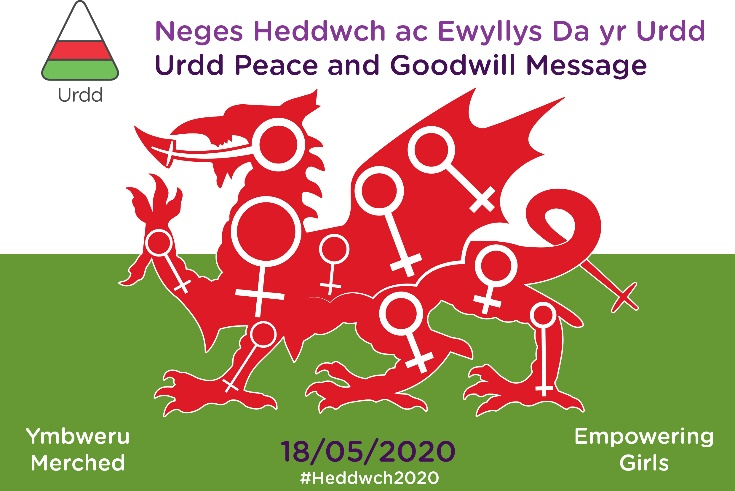 Neges Heddwch ac Ewyllys Da yr Urdd
Urdd Peace and Goodwill Message
Urdd
Ymbweru
Merched
18/05/2020
#Heddwch2020
Empowering
Girls